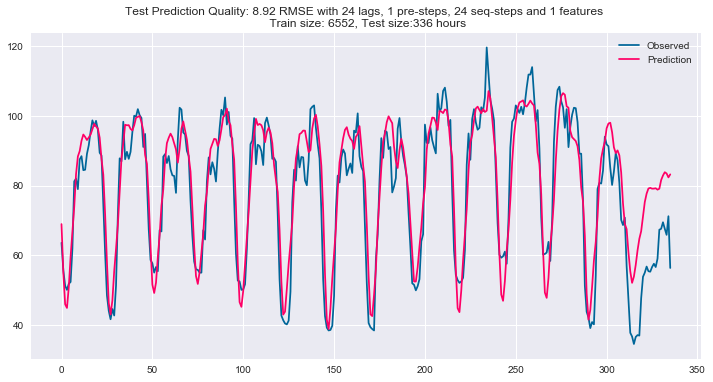 Test Prediction Quality: 8.92 RMSE with 24 lags, 1 pre-steps, 24 seq-steps and 1 features
Train size: 6552, Test size:336 hours
Observed
Prediction
120
100
80
60
40
0 50 100 150 200 250 300 350